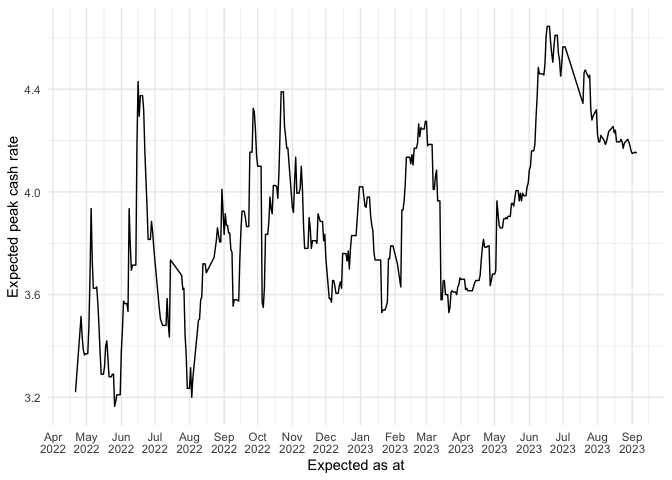 Expected peak cash rate
4.4
4.0
3.6
3.2
Apr May Jun Jul Aug Sep Oct Nov Dec Jan Feb Mar Apr May Jun Jul Aug Sep
2022 2022 2022 2022 2022 2022 2022 2022 2022 2023 2023 2023 2023 2023 2023 2023 2023 2023
Expected as at